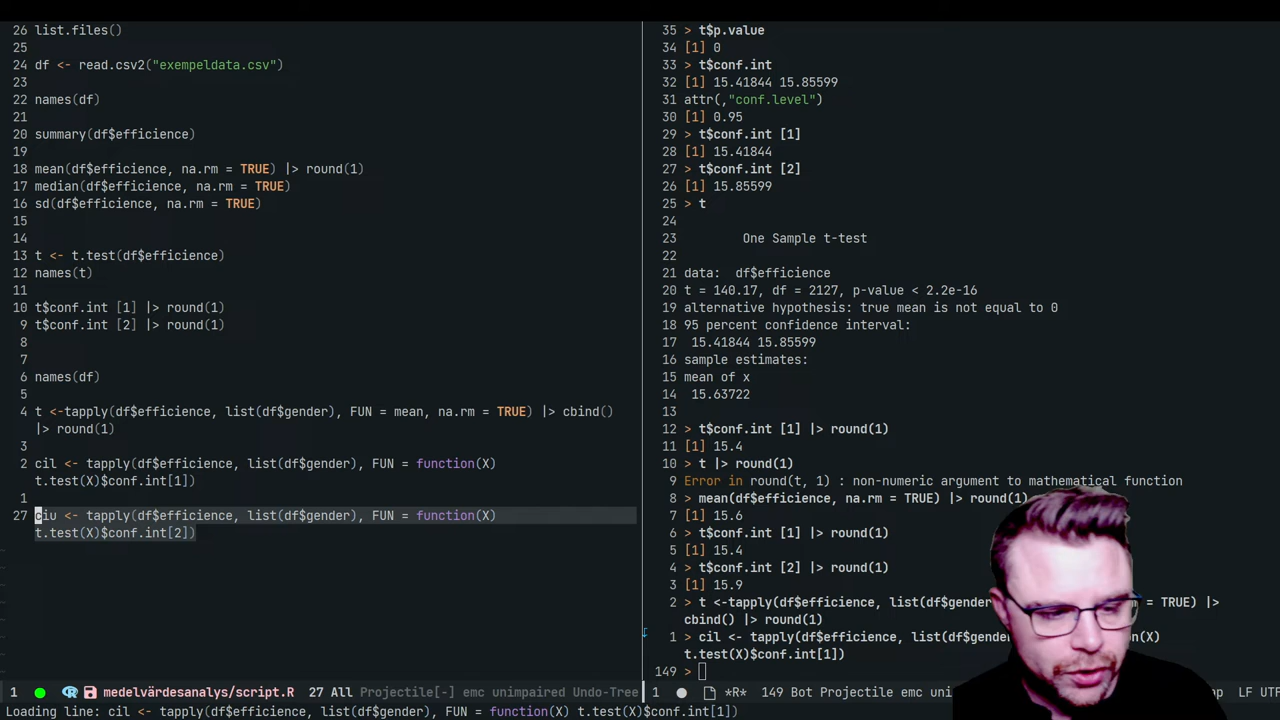 26 list.files()
25
24 df <- read.csv2("exempeldata.csv")
23
22 names(df)
21
20 summary(df$efficience)
19
18 mean(df$efficience, na.rm = TRUE) |> round(1)
17 median(df$efficience, na.rm = TRUE)
16 sd(df$efficience, na.rm = TRUE)
15
14
13 t <- t.test(df$efficience)
12 names(t)
11
10 t$conf.int [1] |> round(1)
9 t$conf.int [2] |> round(1)
8
7
6 names(df)
5
4 t <-tapply(df$efficience, list(df$gender), FUN = mean, na.rm = TRUE) |> cbind()
|> round(1)
3
2 cil <- tapply(df$efficience, list(df$gender), FUN = function(X)
t.test(X)$conf.int[1])
1
27 ciu <- tapply(df$efficience, list(df$gender), FUN = function(X)
t.test(X)$conf.int[2])
1 medelvärdesanalys/script.R 27 All Projectile[-] emc unimpaired Undo-Tree
35 > t$p.value
34 [1] 0
33 > t$conf.int
32 [1] 15.41844 15.85599
31 attr(,"conf.level")
30 [1] 0.95
29 > t$conf.int [1]
28 [1] 15.41844
27 > t$conf.int [2]
26 [1] 15.85599
25 > t
24
23 One Sample t-test
22
21 data: df$efficience
20 t = 140.17, df = 2127, p-value < 2.2e-16
19 alternative hypothesis: true mean is not equal to 0
18 95 percent confidence interval:
17 15.41844 15.85599
16 sample estimates:
15 mean of x
14 15.63722
13
12 > t$conf.int [1] |> round(1)
11 [1] 15.4
10 > t |> round(1)
9 Error in round(t, 1) : non-numeric argument to mathematical function
8 > mean(df$efficience, na.rm = TRUE) |> round(1)
7 [1] 15.6
6 > t$conf.int [1] |> round(1)
5 [1] 15.4
4 > t$conf.int [2] |> round(1)
3 [1] 15.9
2 > t <-tapply(df$efficience, list(df$gender = TRUE) |>
cbind() |> round(1)
1 > cil <- tapply(df$efficience, list(df$gender
t.test(X)$conf.int[1])
149 >
1 *R* 149 Bot Projectile emc LF UTF
Loading line: cil <- tapply(df$efficience, list(df$gender), FUN = function(X) t.test(X)$conf.int[1])